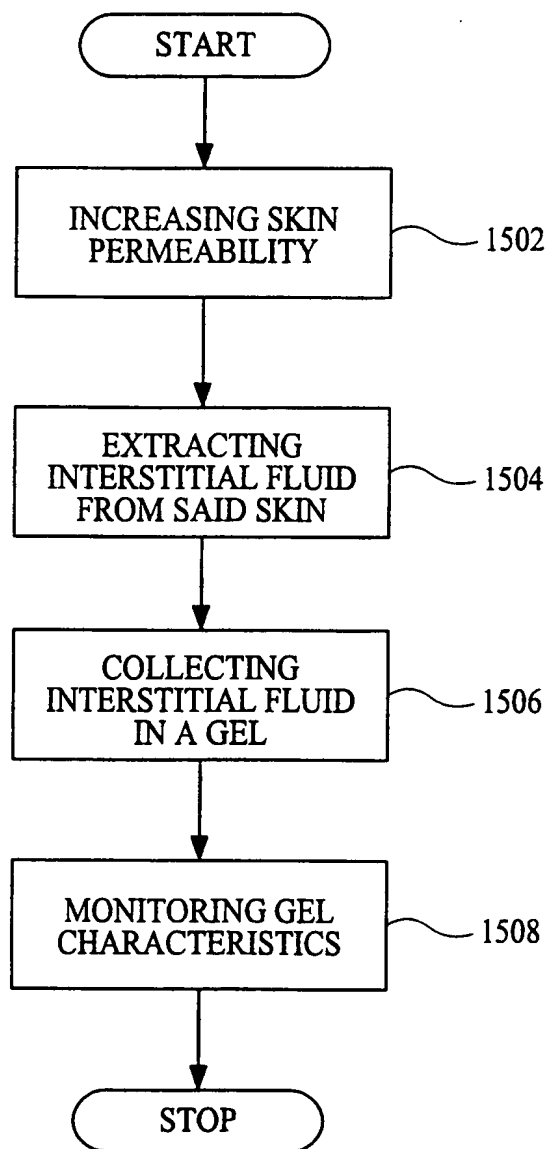 START
INCREASING SKIN
PERMEABILITY
1502
EXTRACTING
INTERSTITIAL FLUID
FROM SAID SKIN
1504
COLLECTING
INTERSTITIAL FLUID
IN A GEL
1506
MONITORING GEL
CHARACTERISTICS
1508
STOP